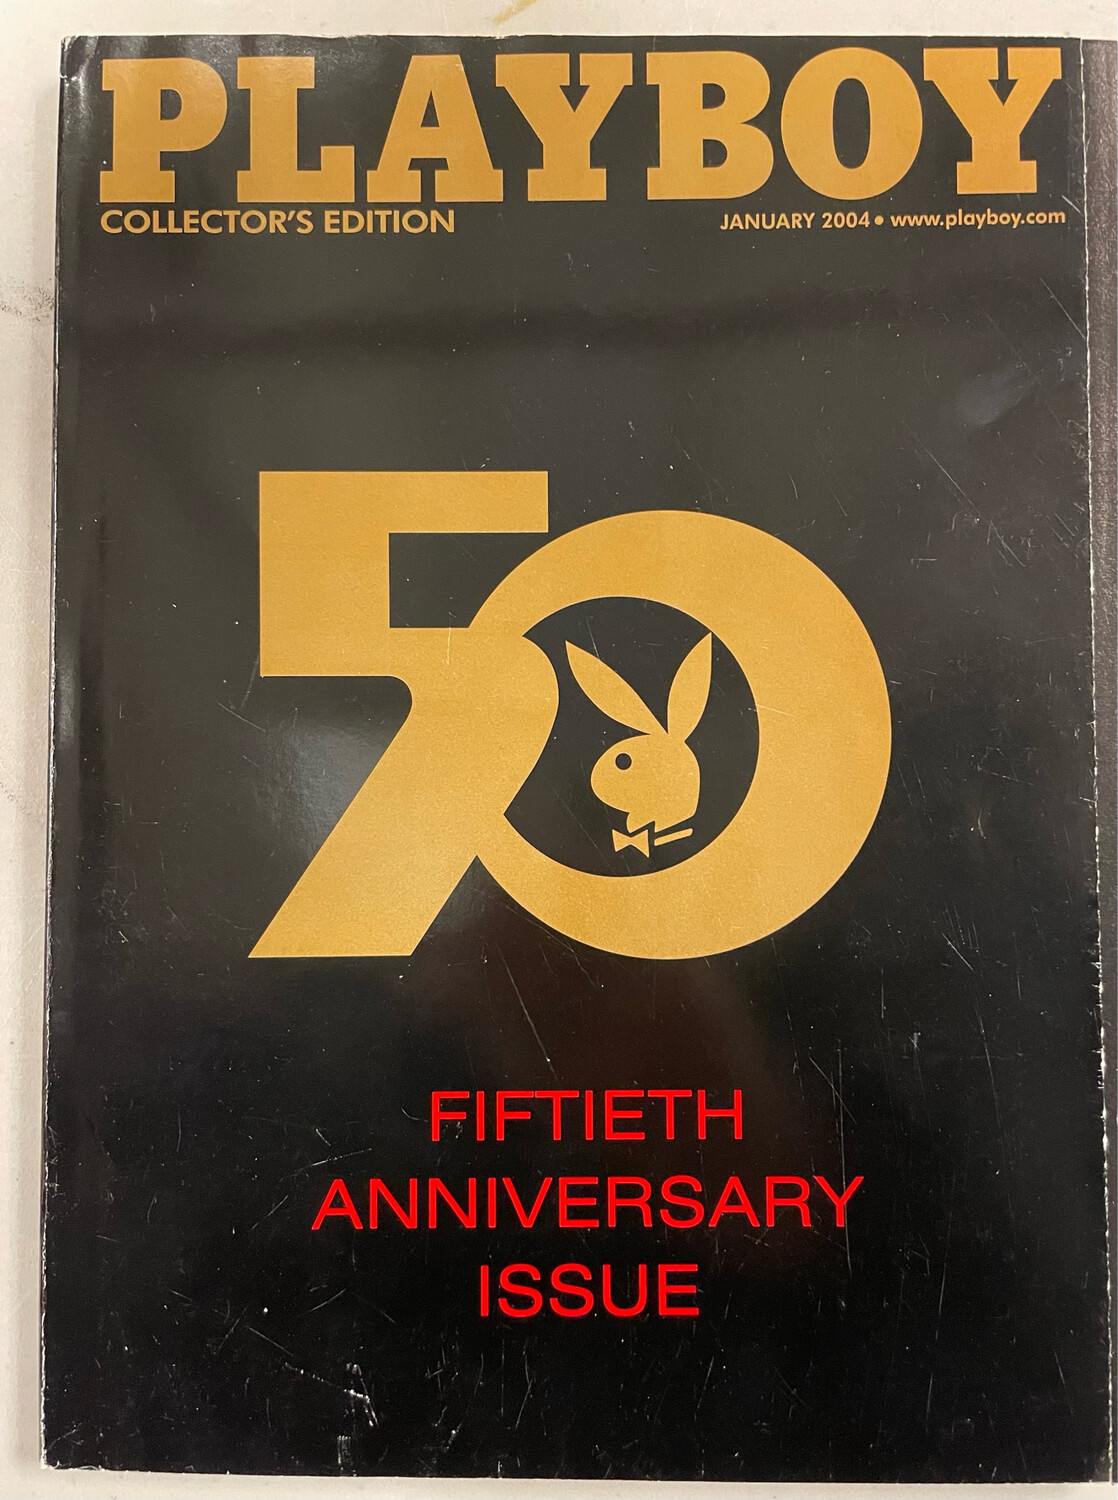 PLAYBOY
COLLECTOR'S EDITION
JANUARY 2004 • www.playboy.com
50
FIFTIETH
ANNIVERSARY
ISSUE